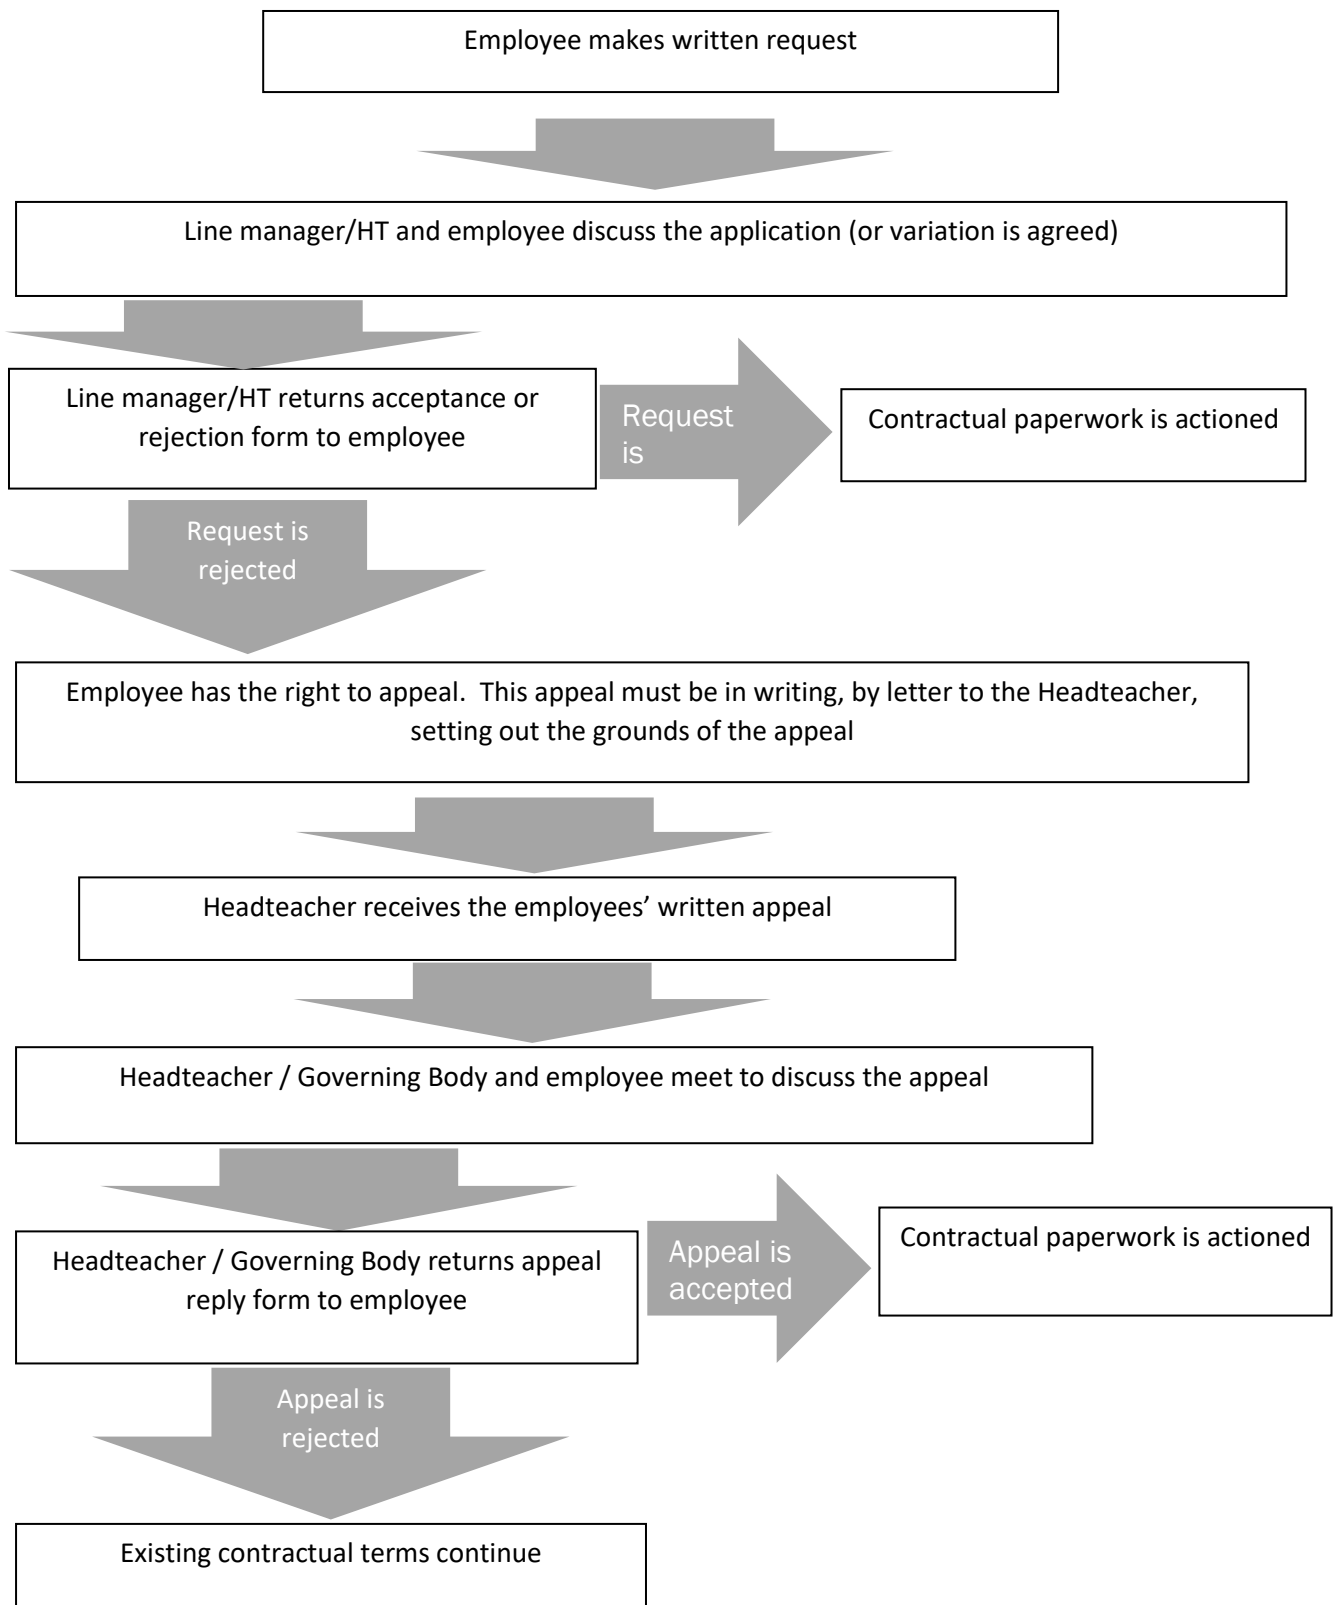 Employee makes written request
Line manager/HT and employee discuss the application (or variation is agreed)
Line manager/HT returns acceptance or
rejection form to employee
Request
is
Contractual paperwork is actioned
Request is
rejected
Employee has the right to appeal.  This appeal must be in writing, by letter to the Headteacher,
setting out the grounds of the appeal
Headteacher receives the employees’ written appeal
Headteacher / Governing Body and employee meet to discuss the appeal
Headteacher / Governing Body returns appeal
reply form to employee
Appeal is
accepted
Contractual paperwork is actioned
Appeal is
rejected
Existing contractual terms continue